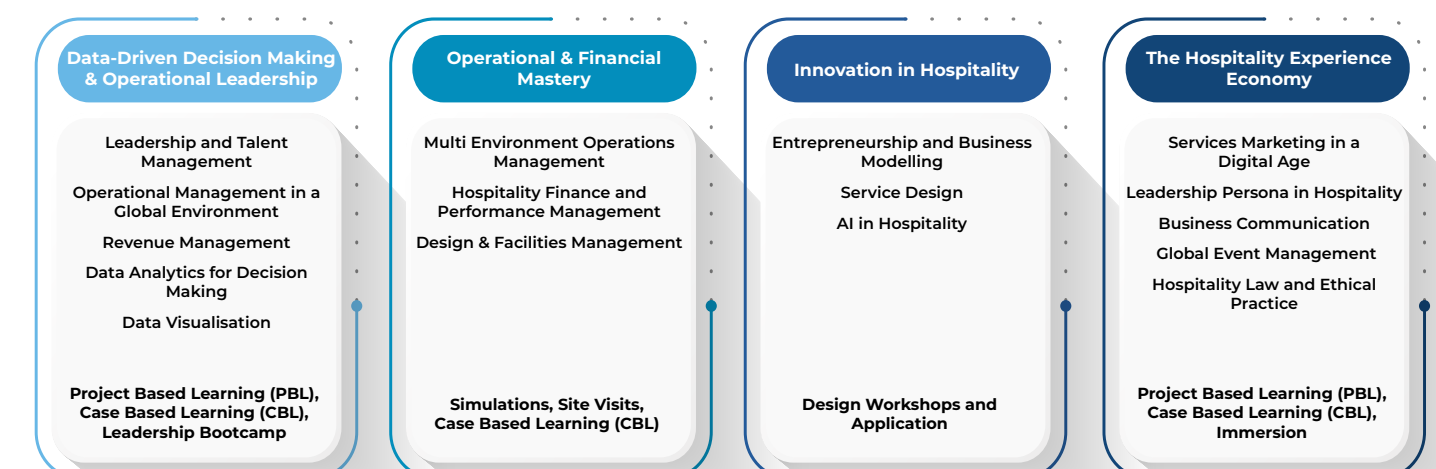 Data-Driven Decision Making
& Operational Leadership
Leadership and Talent
Management
Operational Management in a
Global Environment
Revenue Management
Data Analytics for Decision
Making
Data Visualisation
Project Based Learning (PBL),
Case Based Learning (CBL),
Leadership Bootcamp
Operational & Financial
Mastery
Multi Environment Operations
Management
Hospitality Finance and
Performance Management
Design & Facilities Management
Simulations, Site Visits,
Case Based Learning (CBL)
Innovation in Hospitality
Entrepreneurship and Business
Modelling
Service Design
AI in Hospitality
Design Workshops and
Application
The Hospitality Experience
Economy
Services Marketing in a
Digital Age
Leadership Persona in Hospitality
Business Communication
Global Event Management
Hospitality Law and Ethical
Practice
Project Based Learning (PBL),
Case Based Learning (CBL),
Immersion